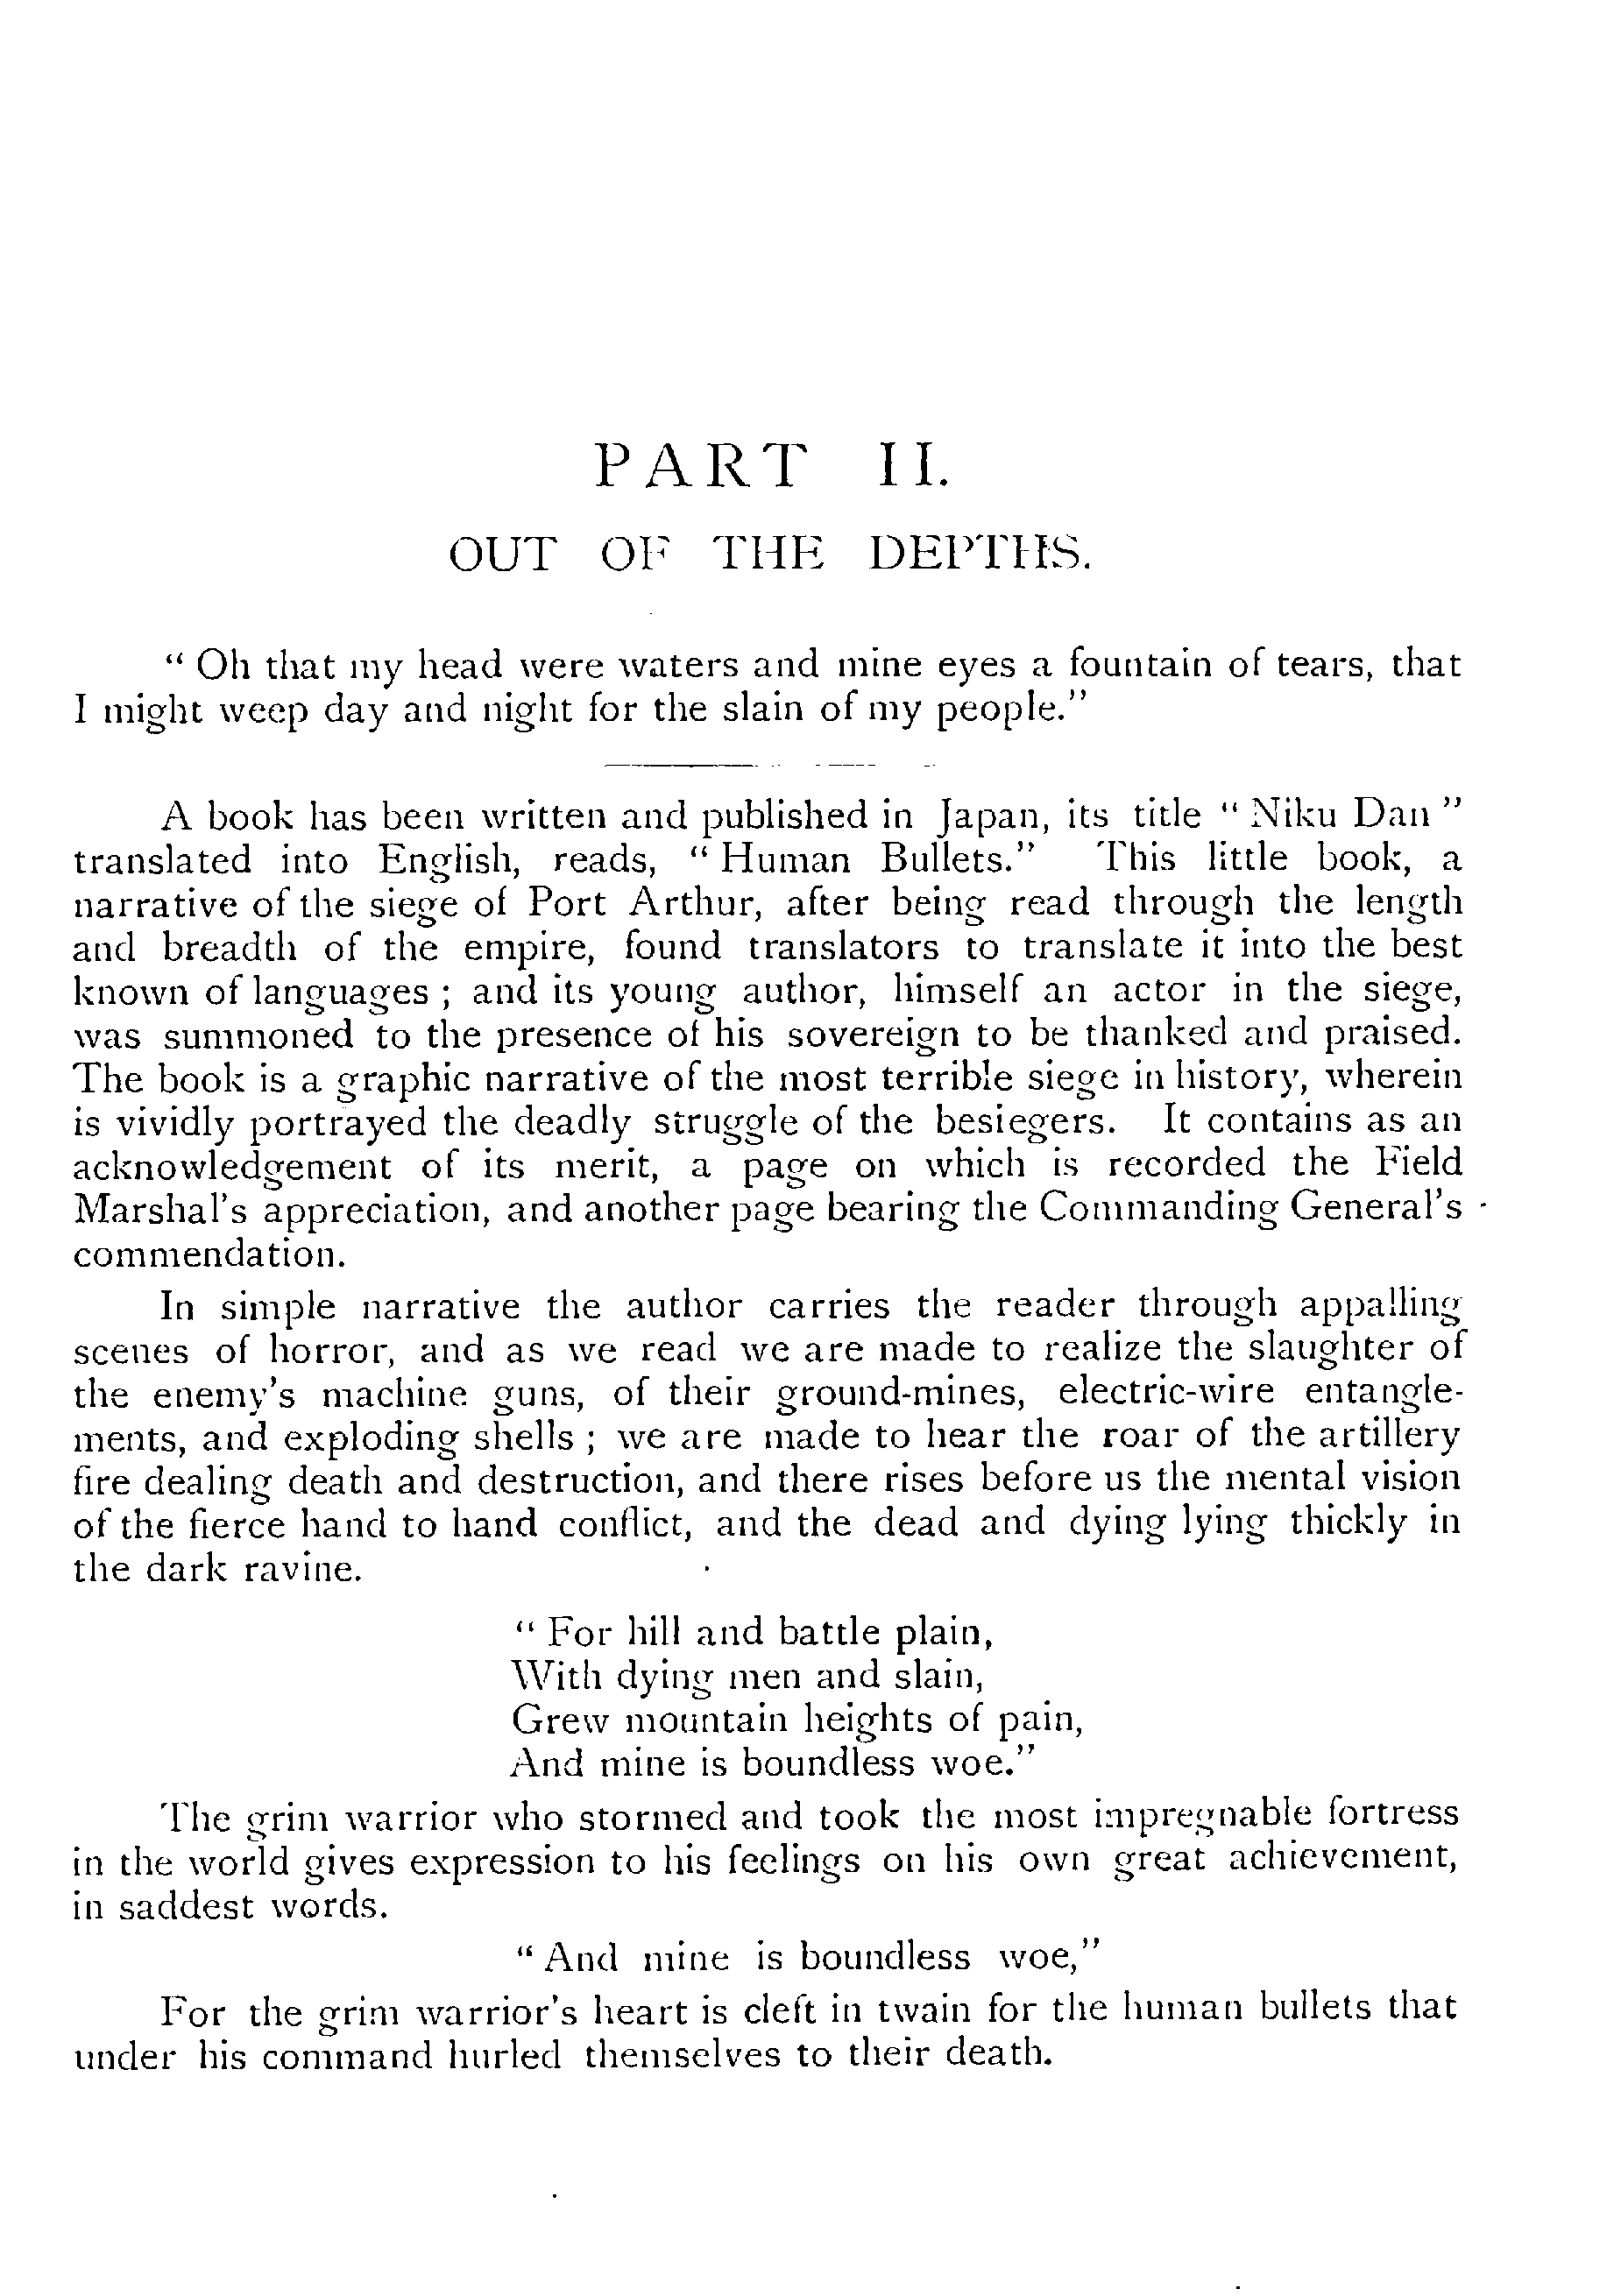 PART II.
OUT OF THE DEPTHS.
“ Oh that my head were waters and mine eyes a fountain of tears, that
I might weep day and night for the slain of my people.”
A book has been written and published in Japan, its title “ Niku Dan ”
translated into English, reads, “ Human Bullets.” This little book, a
narrative of the siege of Port Arthur, after being read through the length
and breadth of the empire, found translators to translate it into the best
known of languages ; and its young author, himself an actor in the siege,
was summoned to the presence of his sovereign to be thanked and praised.
The book is a graphic narrative of the most terrible siege in history, wherein
is vividly portrayed the deadly struggle of the besiegers. It contains as an
acknowledgement of its merit, a page on which is recorded the Field
Marshal’s appreciation, and another page bearing the Commanding General’s
commendation.
In simple narrative the author carries the reader through appalling
scenes of horror, and as we read we are made to realize the slaughter of
the enemy’s machine guns, of their ground-mines, electric-wire entangle-
ments, and exploding shells ; we are made to hear the roar of the artillery
fire dealing death and destruction, and there rises before us the mental vision
of the fierce hand to hand conflict, and the dead and dying lying thickly in
the dark ravine.
“ For hill and battle plain,
With dying men and slain,
Grew mountain heights of pain,
And mine is boundless woe.”
The grim warrior who stormed and took the most impregnable fortress
in the world gives expression to his feelings on his own great achievement,
in saddest words.
“ And mine is boundless woe,”
For the grim warrior’s heart is cleft in twain for the human bullets that
under his command hurled themselves to their death.